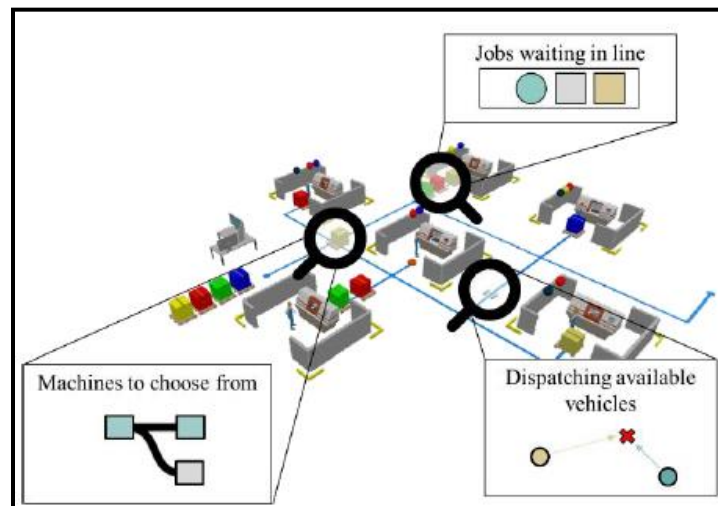 Jobs waiting in line
Machines to choose from
Dispatching available
vehicles